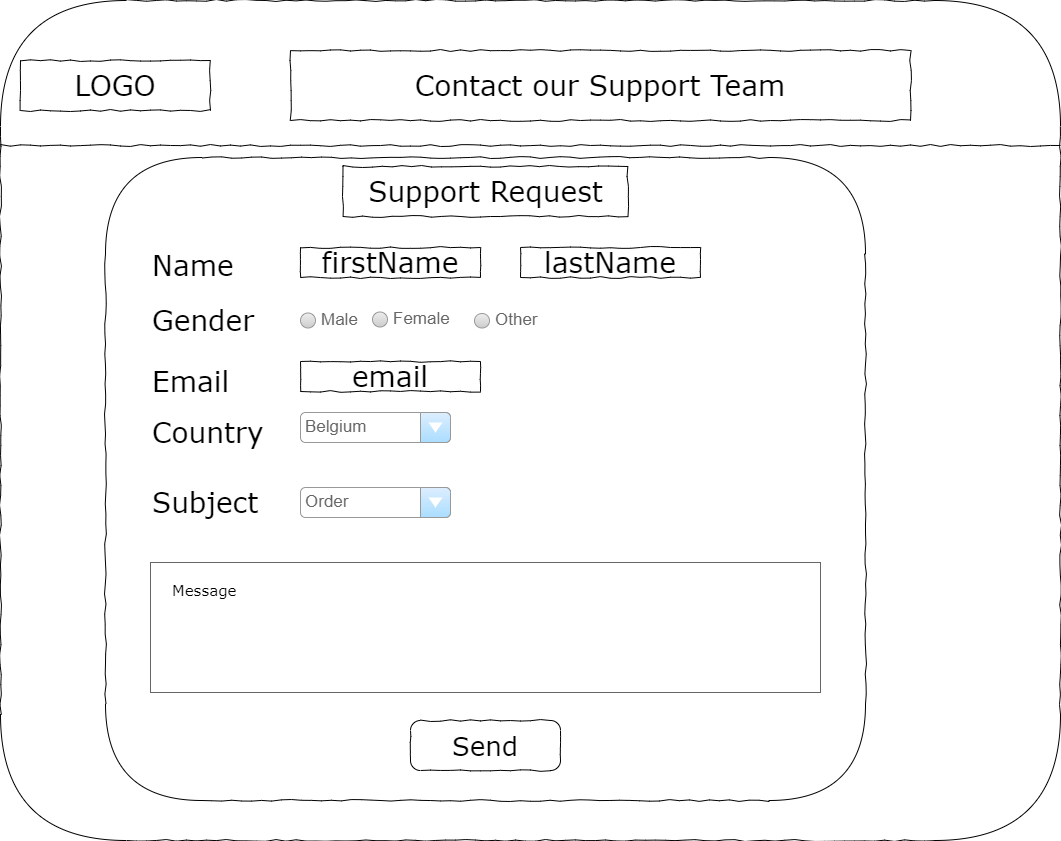 LOGO
Contact our Support Team
Support Request
Name firstName lastName
Gender Male Female Other
Email email
Country Belgium
Subject Order
Message
Send